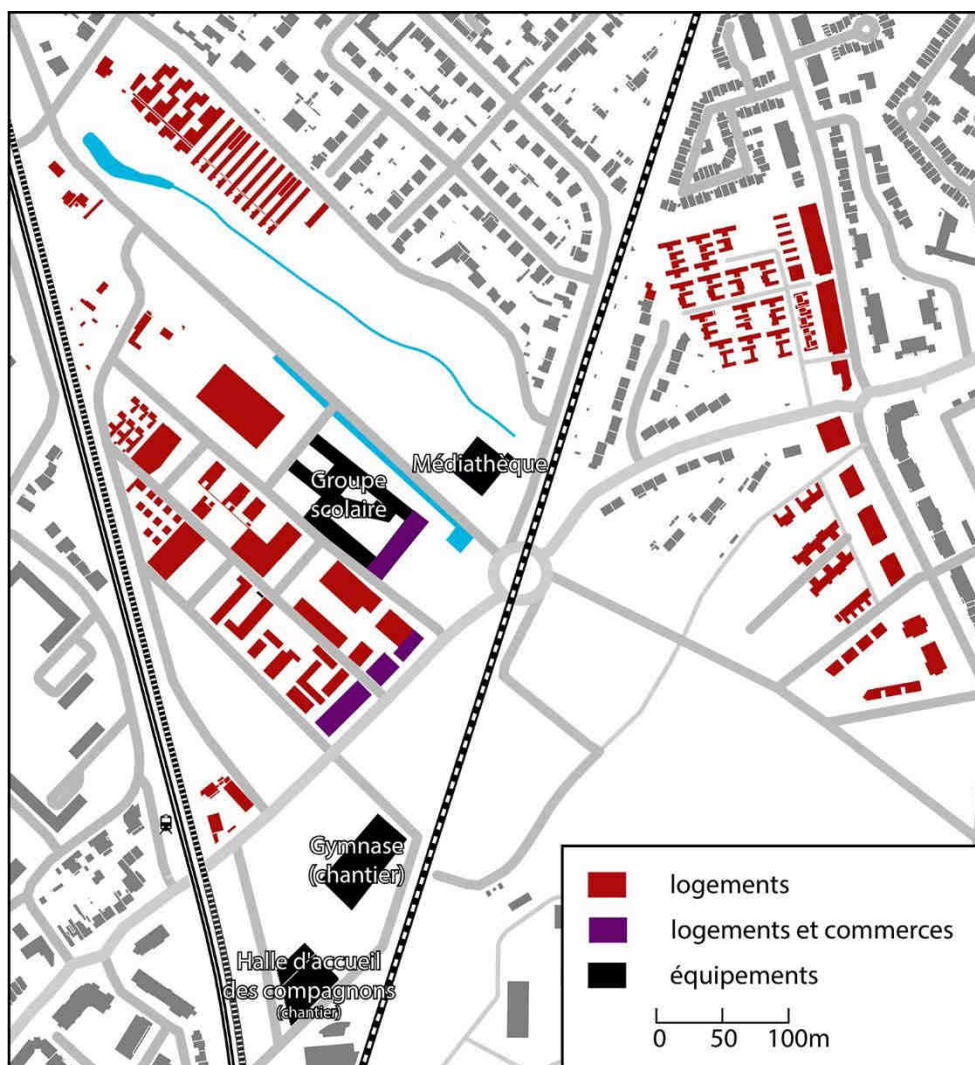 Médiathèque
Groupe
scolaire
Gymnase
(chantier)
Halle d'accueil
des compagnons
(chantier)
logements
logements et commerces
équipements
0 50 100m